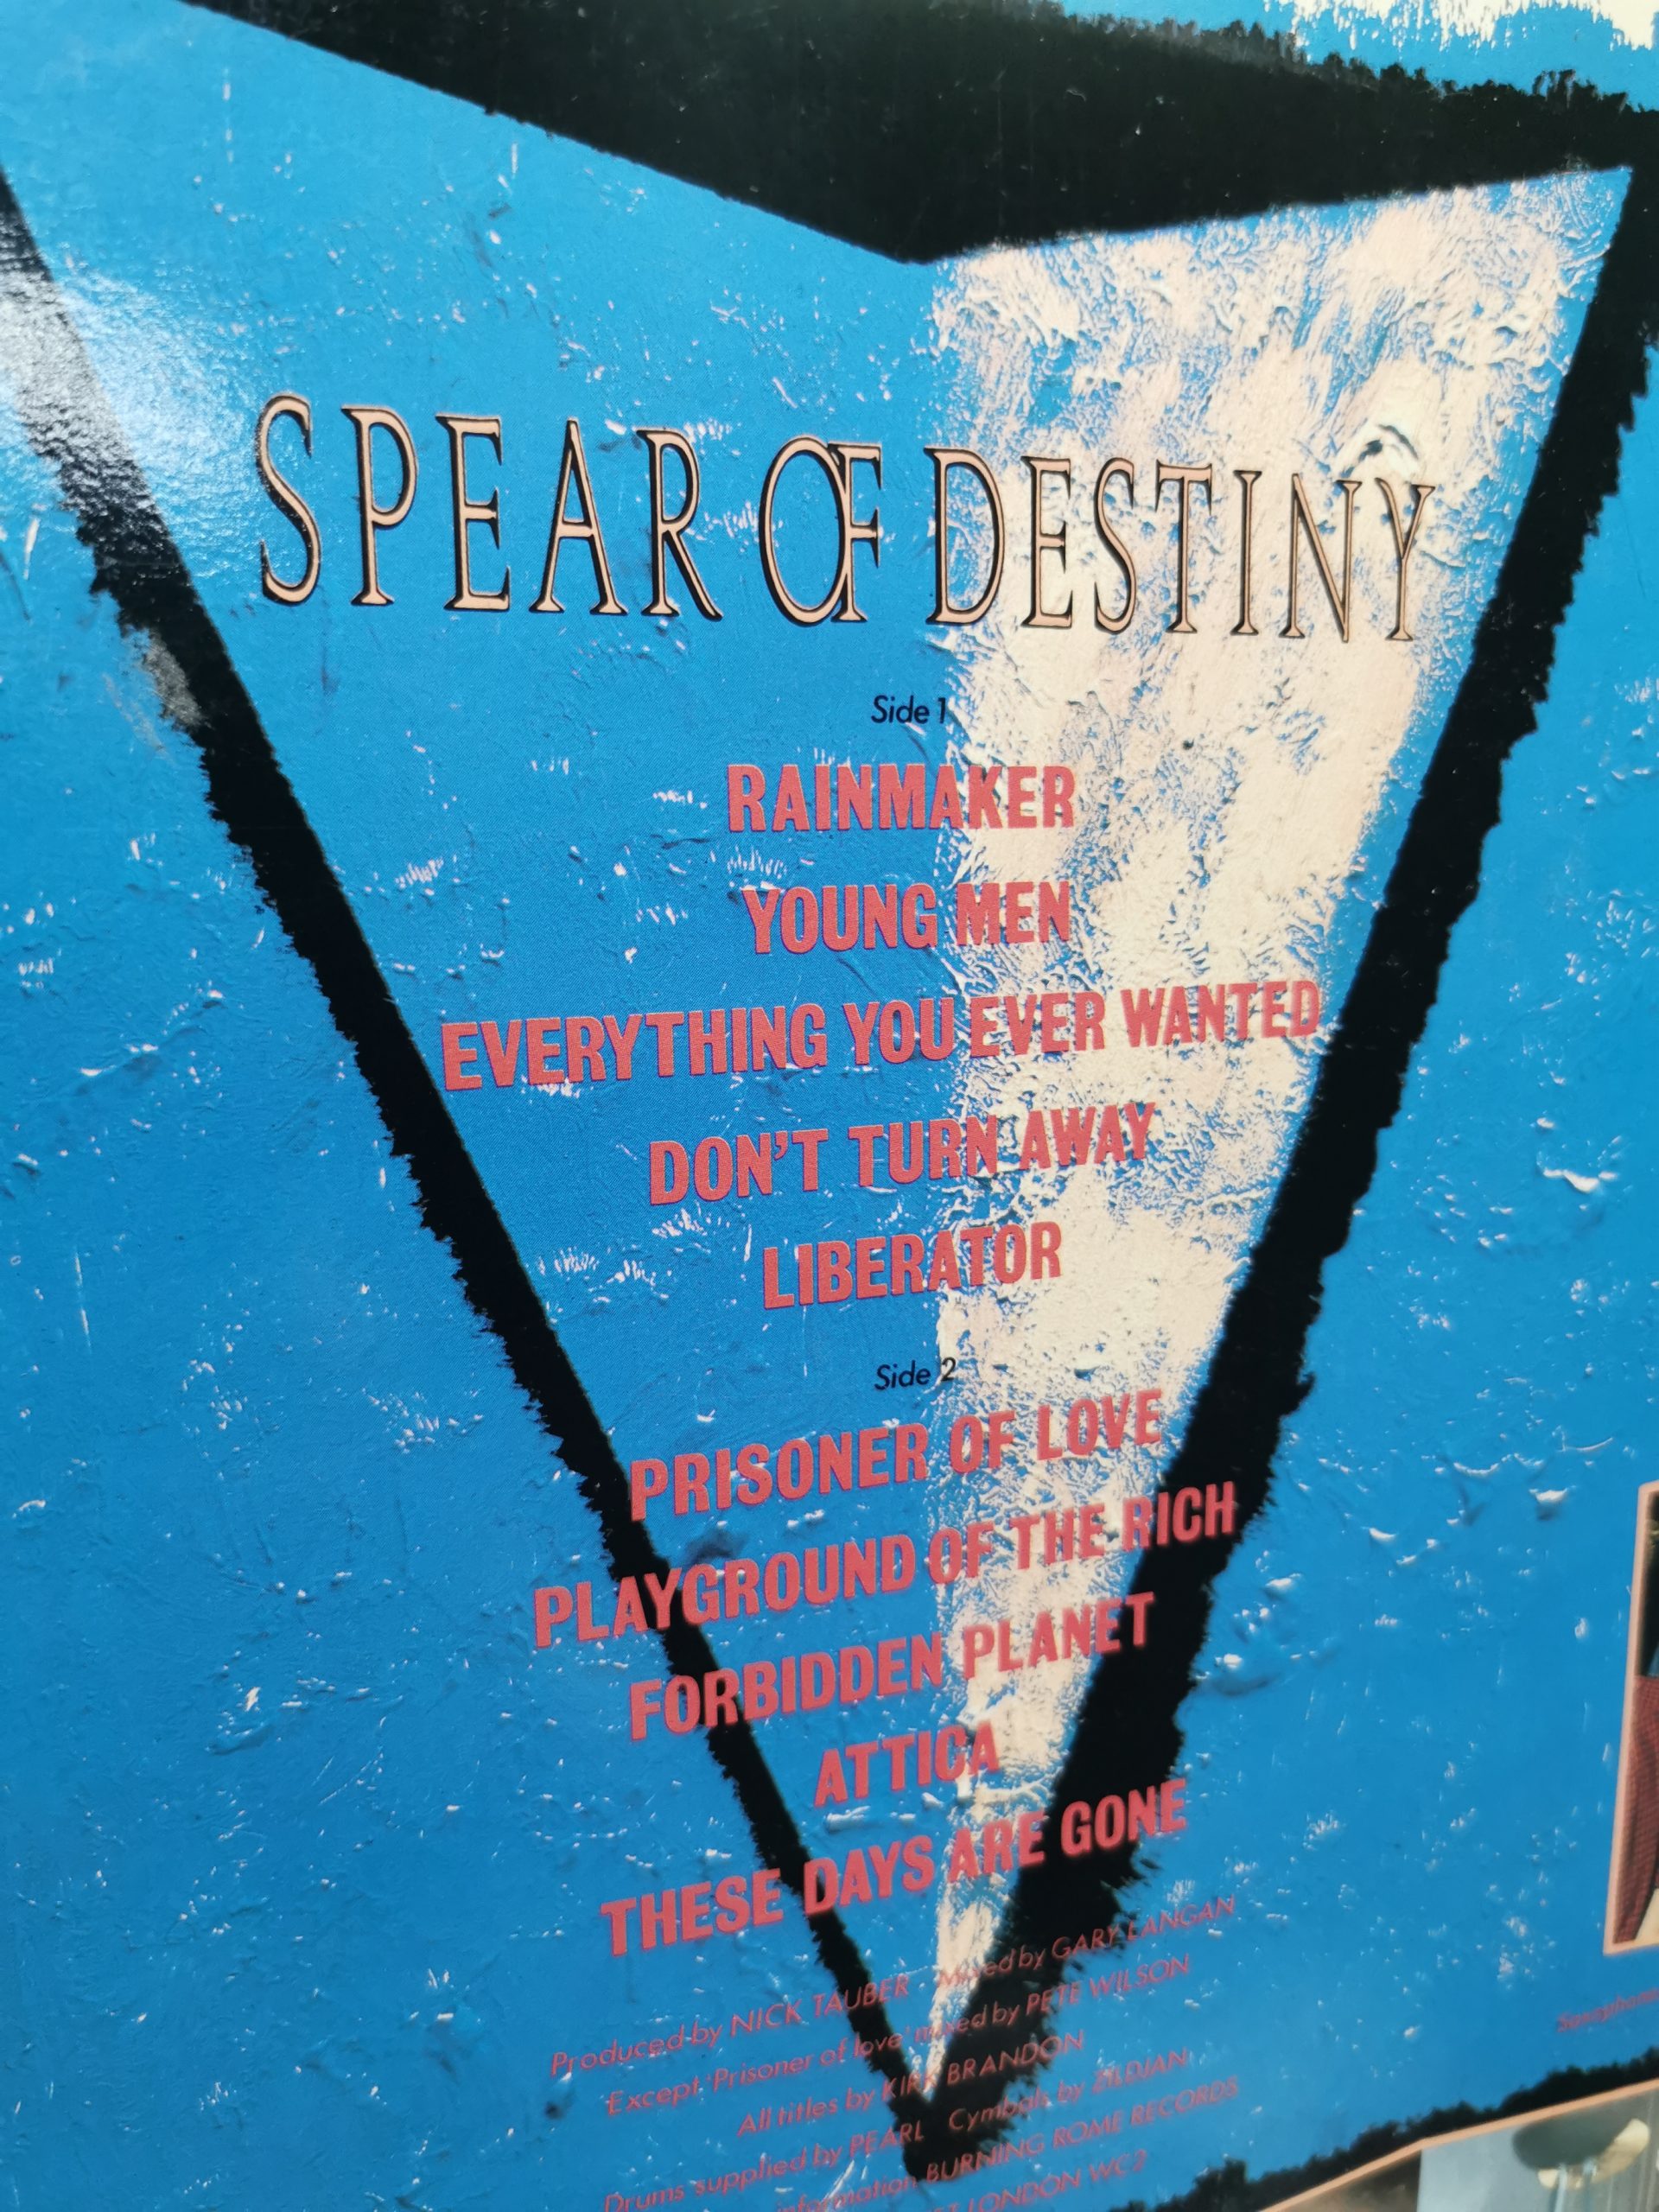 SPEAR OF DESTINY
Side 1
RAINMAKER
YOUNG MEN
EVERYTHING YOU EVER WANTED
DON'T TURN AWAY
LIBERATOR
Side 2
PRISONER OF LOVE
PLAYGROUND OF THE RICH
FORBIDDEN PLANET
ATTICA
THESE DAYS ARE GONE
Produced by NICK TAUBER Mixed by GARY LANGAN
Except 'Prisoner of love' mixed by PETE WILSON
All titles by KIRK BRANDON
Drums supplied by PEARL Cymbals by ZILDJIAN
information BURNING ROME RECORDS
LONDON WC2
Saxophone